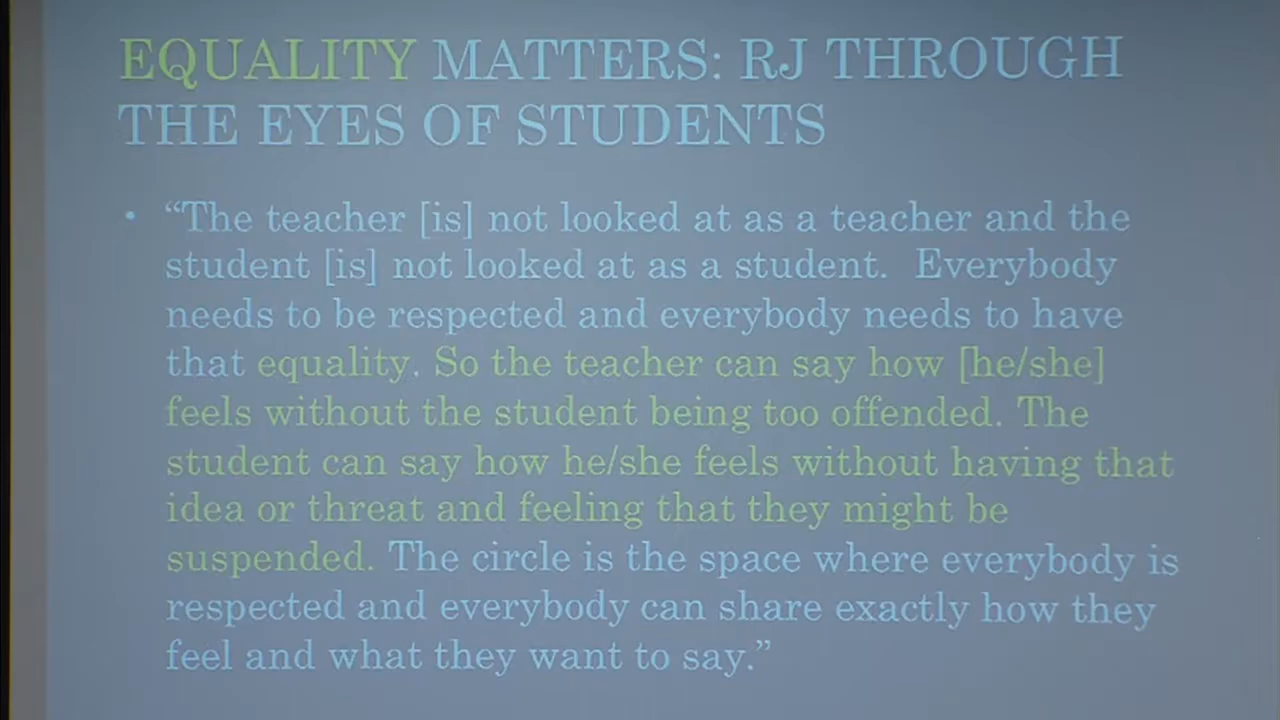 EQUALITY MATTERS: RJ THROUGH
THE EYES OF STUDENTS
• “The teacher [is] not looked at as a teacher and the
student [is] not looked at as a student.  Everybody
needs to be respected and everybody needs to have
that equality. So the teacher can say how [he/she]
feels without the student being too offended. The
student can say how he/she feels without having that
idea or threat and feeling that they might be
suspended. The circle is the space where everybody is
respected and everybody can share exactly how they
feel and what they want to say.”